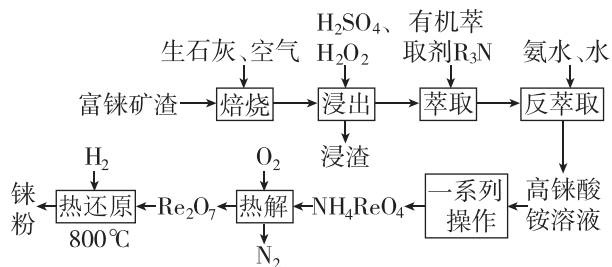 H₂SO₄、有机萃
生石灰、空气 H₂O₂ 取剂R₃N 氨水、水
富铼矿渣 焙烧 浸出 萃取 反萃取
浸渣
H₂ O₂
铼粉 热还原 Re₂O₇ 热解 NH₄ReO₄ 一系列操作 高铼酸铵溶液
800℃ N₂